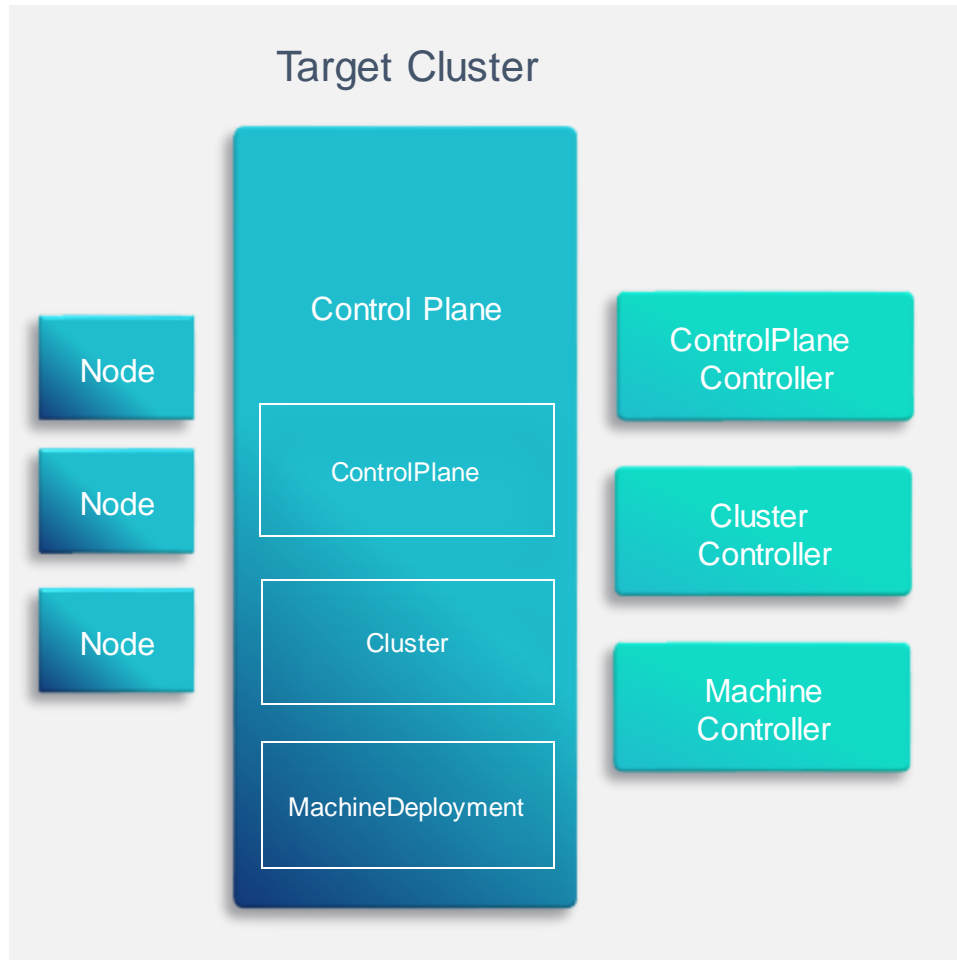 Target Cluster
Control Plane
ControlPlane
Cluster
MachineDeployment
Node
Node
Node
ControlPlane
Controller
Cluster
Controller
Machine
Controller